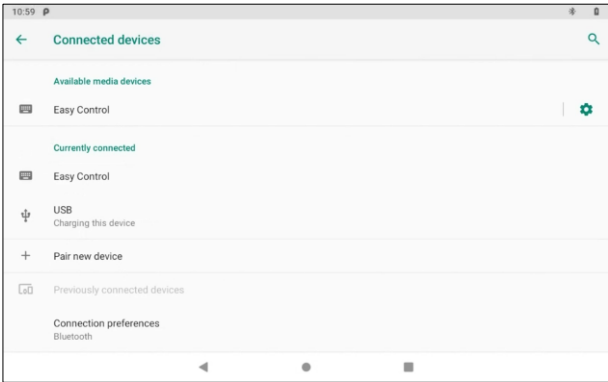 10:59
Connected devices
Available media devices
Easy Control
Currently connected
Easy Control
USB
Charging this device
Pair new device
Previously connected devices
Connection preferences
Bluetooth